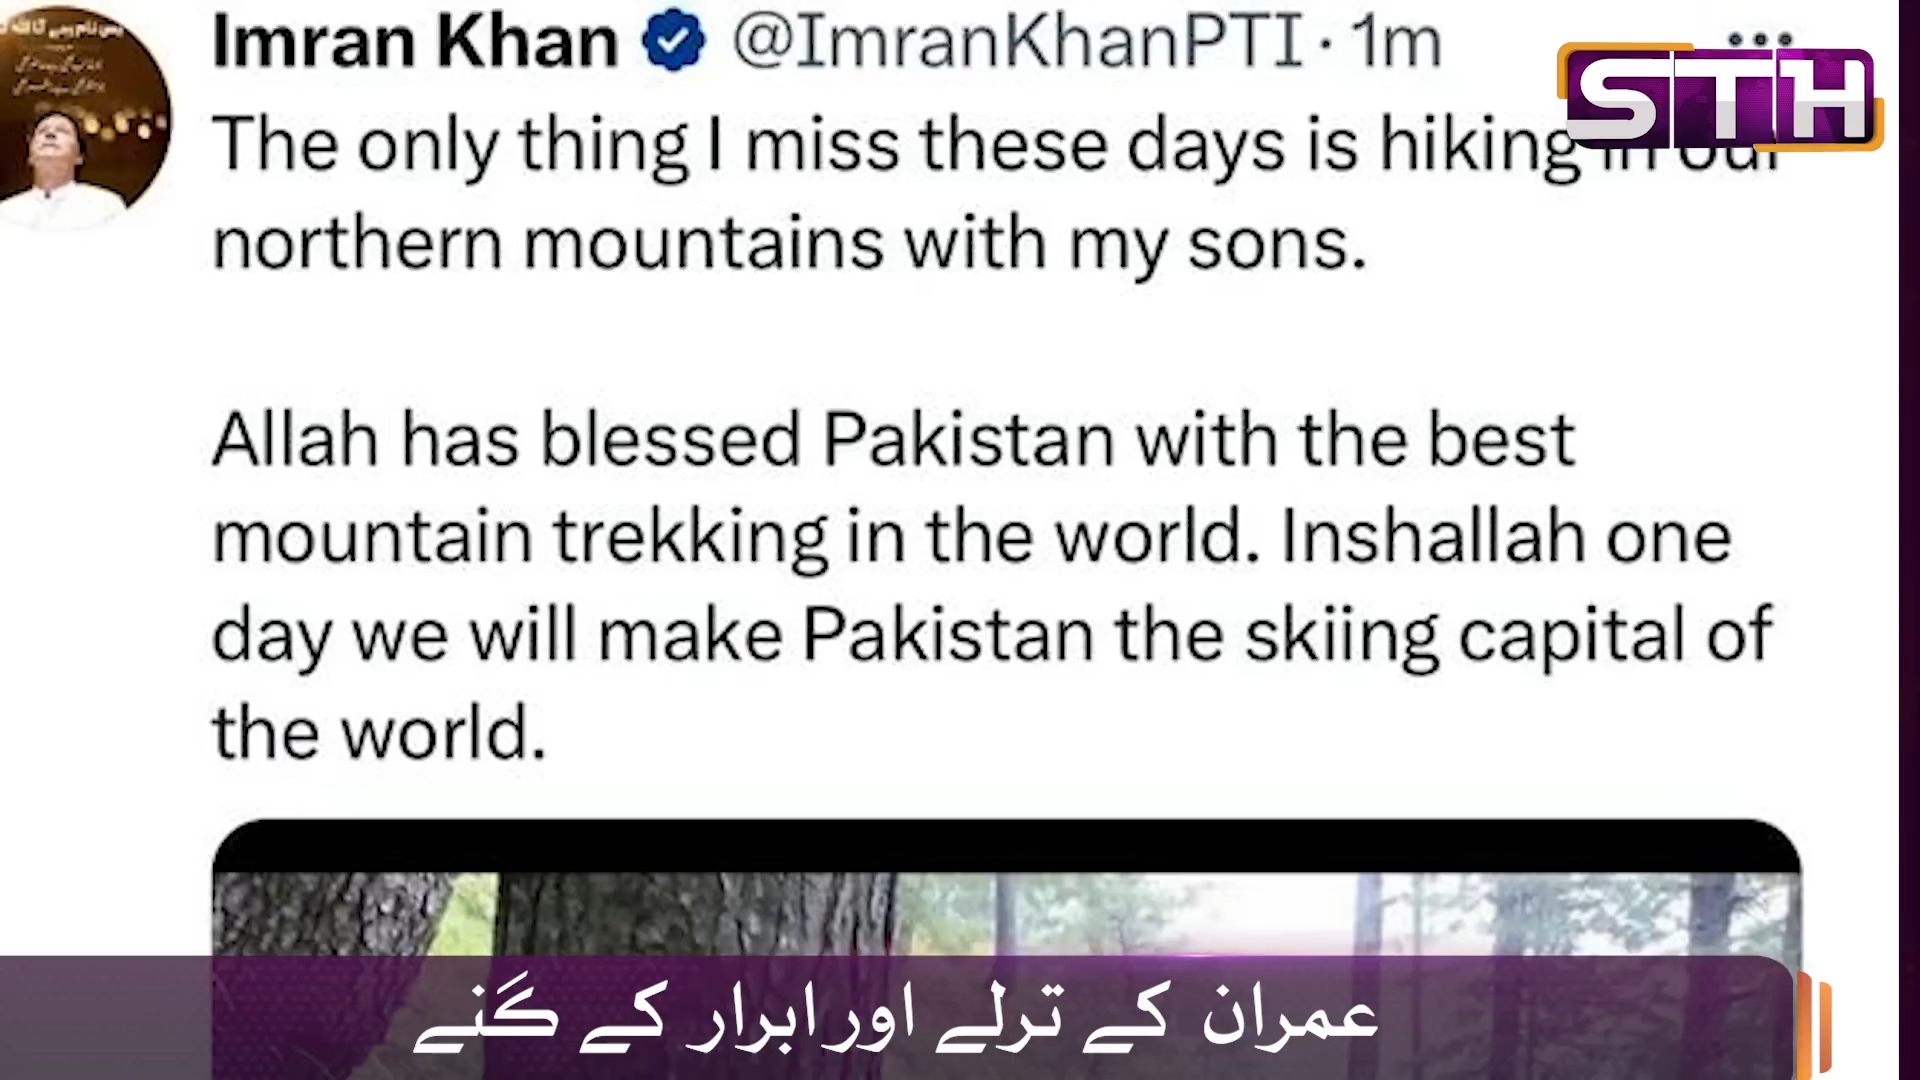 Imran Khan @ImranKhanPTI · 1m
STH
The only thing I miss these days is hiking in our
northern mountains with my sons.
Allah has blessed Pakistan with the best
mountain trekking in the world. Inshallah one
day we will make Pakistan the skiing capital of
the world.
عمران کے ترلے اور ابرار کے گنے